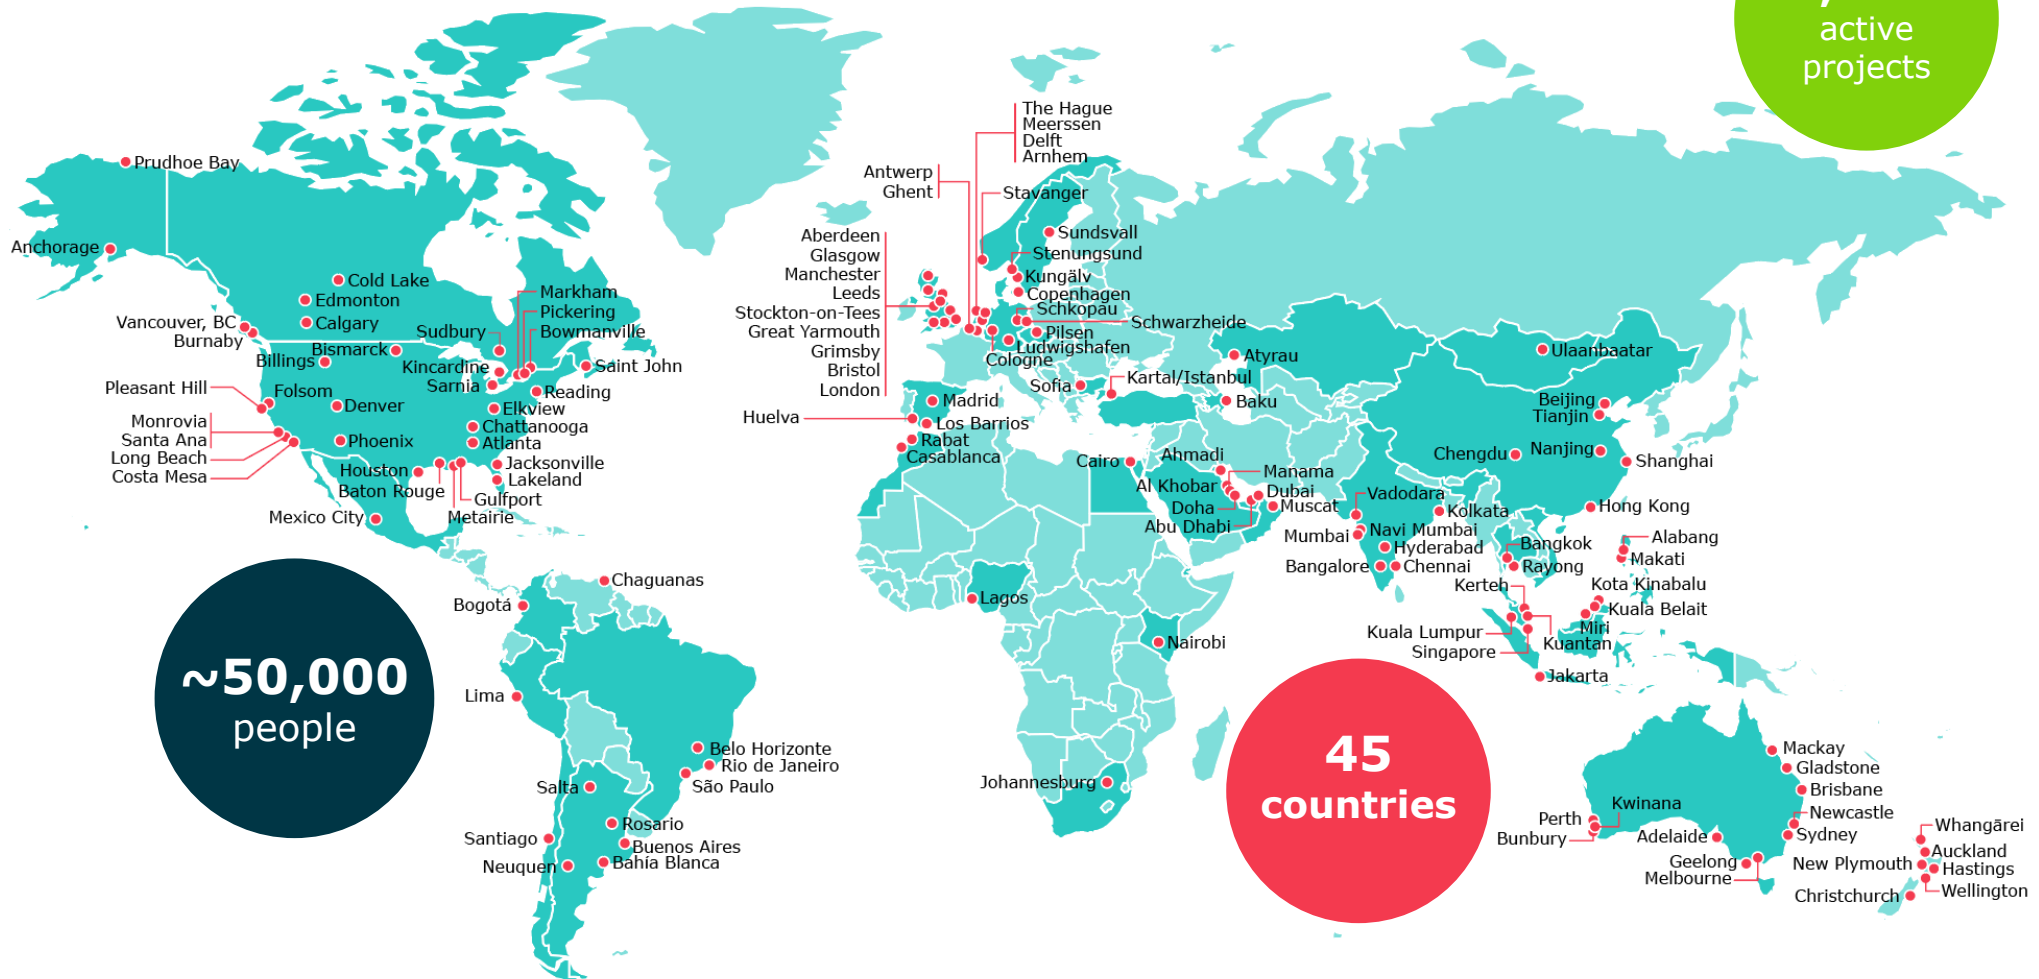 active
projects
The Hague
Meerssen
Delft
Arnhem
Prudhoe Bay
Antwerp
Ghent
Stavanger
Anchorage
Aberdeen
Glasgow
Manchester
Leeds
Stockton-on-Tees
Great Yarmouth
Grimsby
Bristol
London
Sundsvall
Stenungsund
Kungälv
Copenhagen
Schkopau
Schwarzheide
Pilsen
Ludwigshafen
Cologne
Cold Lake
Edmonton
Calgary
Markham
Pickering
Bowmanville
Sudbury
Vancouver, BC
Burnaby
Bismarck
Billings
Kincardine
Sarnia
Saint John
Pleasant Hill
Folsom
Denver
Reading
Elkview
Chattanooga
Atlanta
Monrovia
Santa Ana
Long Beach
Costa Mesa
Phoenix
Houston
Baton Rouge
Jacksonville
Lakeland
Gulfport
Metairie
Mexico City
Atyrau
Ulaanbaatar
Sofia
Kartal/Istanbul
Baku
Madrid
Huelva
Los Barrios
Rabat
Casablanca
Cairo
Ahmadi
Manama
Al Khobar
Dubai
Doha
Muscat
Abu Dhabi
Beijing
Tianjin
Chengdu
Nanjing
Shanghai
Hong Kong
Vadodara
Kolkata
Mumbai
Navi Mumbai
Hyderabad
Bangalore
Chennai
Bangkok
Rayong
Alabang
Makati
Kerteh
Kota Kinabalu
Kuala Belait
Miri
Kuala Lumpur
Kuantan
Singapore
Jakarta
~50,000
people
Chaguanas
Bogotá
Lagos
Nairobi
Lima
Belo Horizonte
Rio de Janeiro
São Paulo
Salta
Rosario
Santiago
Buenos Aires
Neuquen
Bahía Blanca
Johannesburg
45
countries
Mackay
Gladstone
Brisbane
Kwinana
Newcastle
Perth
Bunbury
Adelaide
Sydney
Geelong
Melbourne
Whangārei
Auckland
New Plymouth
Hastings
Wellington
Christchurch